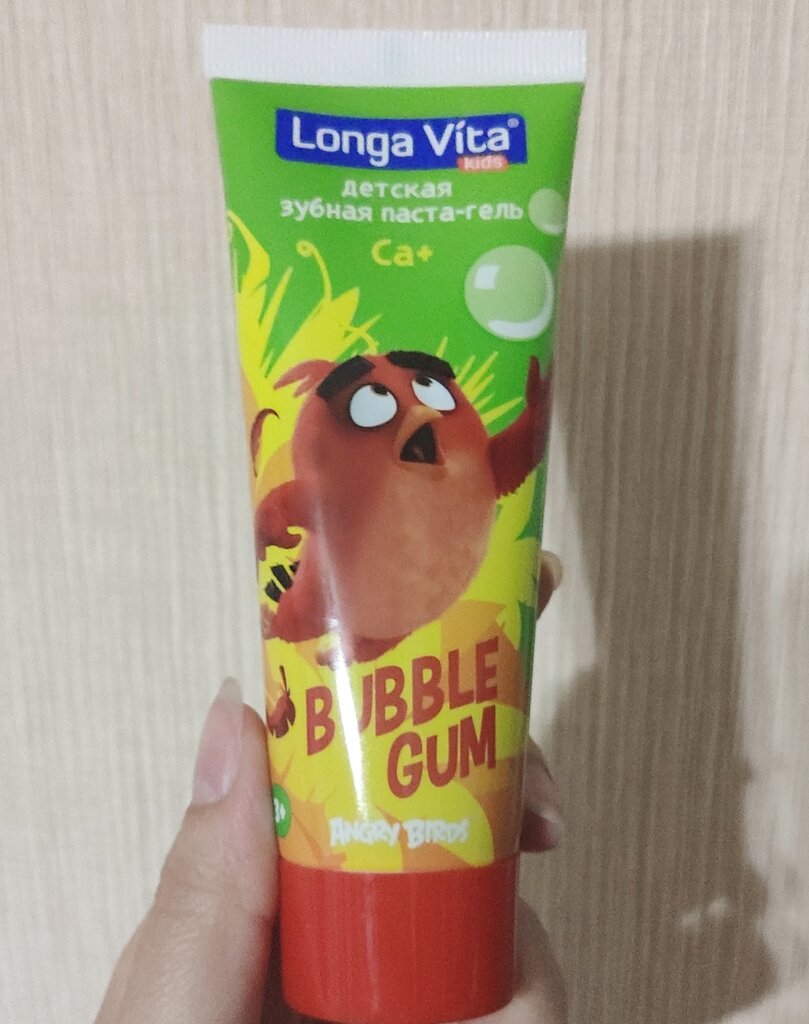 Longa Vita®
kids
детская
зубная паста-гель
Ca+
BUBBLE
GUM
3+
ANGRY BIRDS